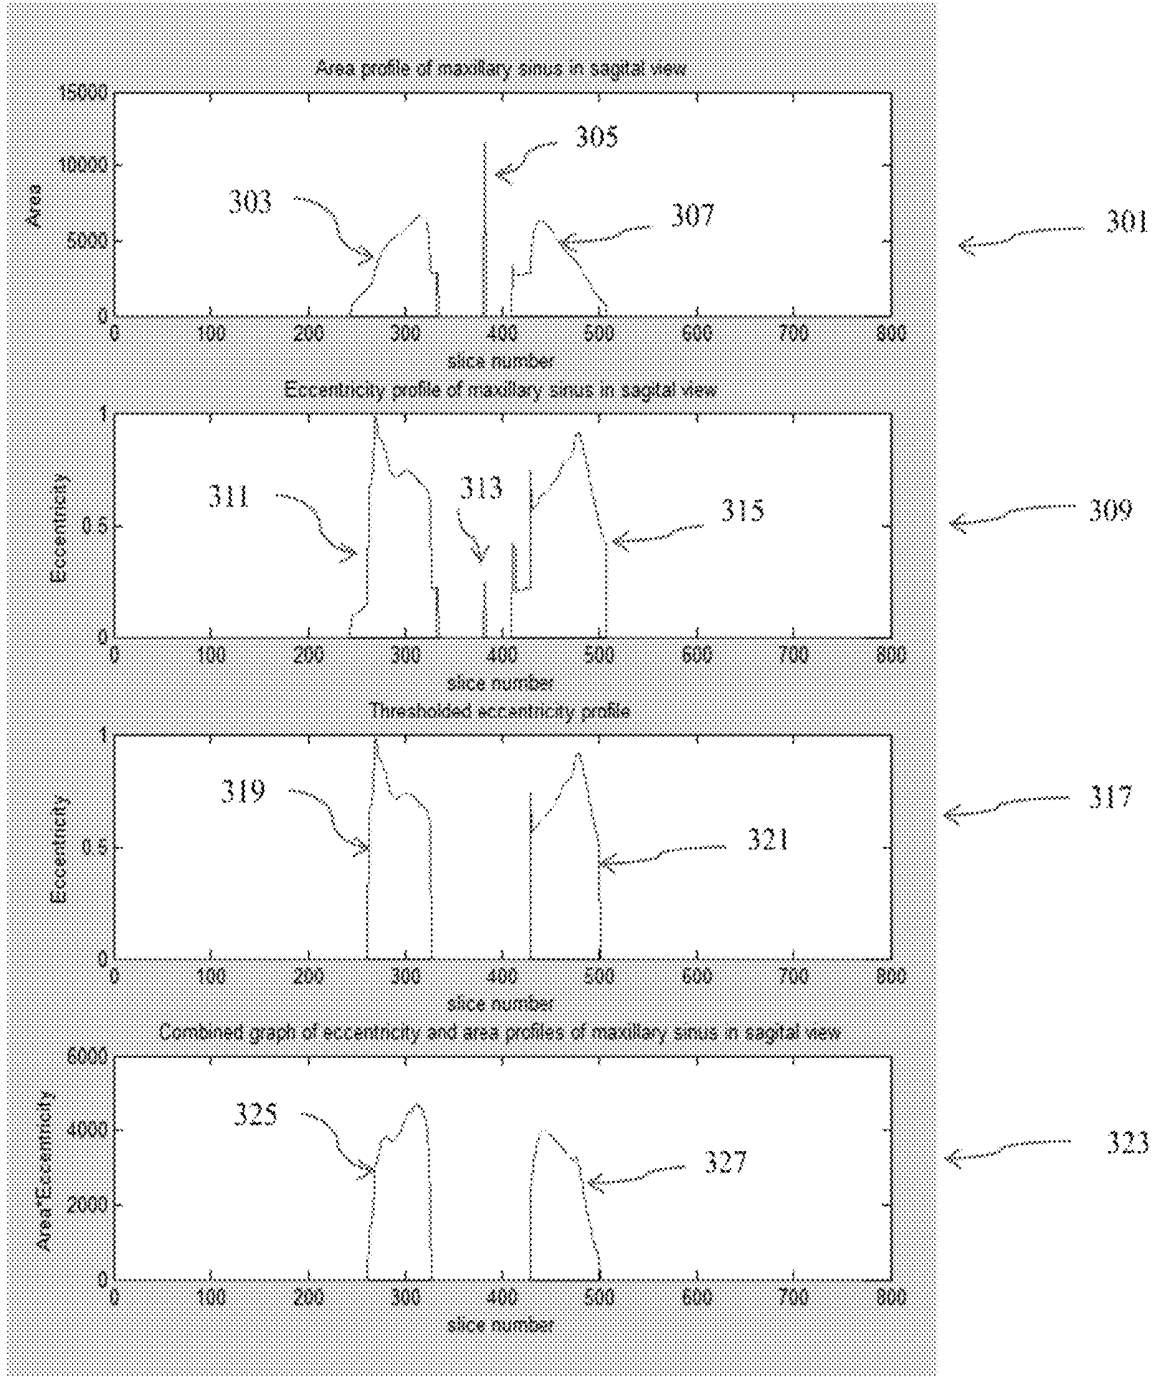 Area profile of maxillary sinus in sagital view
15000
10000
5000
0
Area
303
305
307
301
0 100 200 300 400 500 600 700 800
slice number
Eccentricity profile of maxillary sinus in sagital view
1
0.5
0
Eccentricity
311
313
315
309
0 100 200 300 400 500 600 700 800
slice number
Thresholded eccentricity profile
1
0.5
0
Eccentricity
319
321
317
0 100 200 300 400 500 600 700 800
slice number
Combined graph of eccentricity and area profiles of maxillary sinus in sagital view
6000
4000
2000
0
Area*Eccentricity
325
327
323
0 100 200 300 400 500 600 700 800
slice number